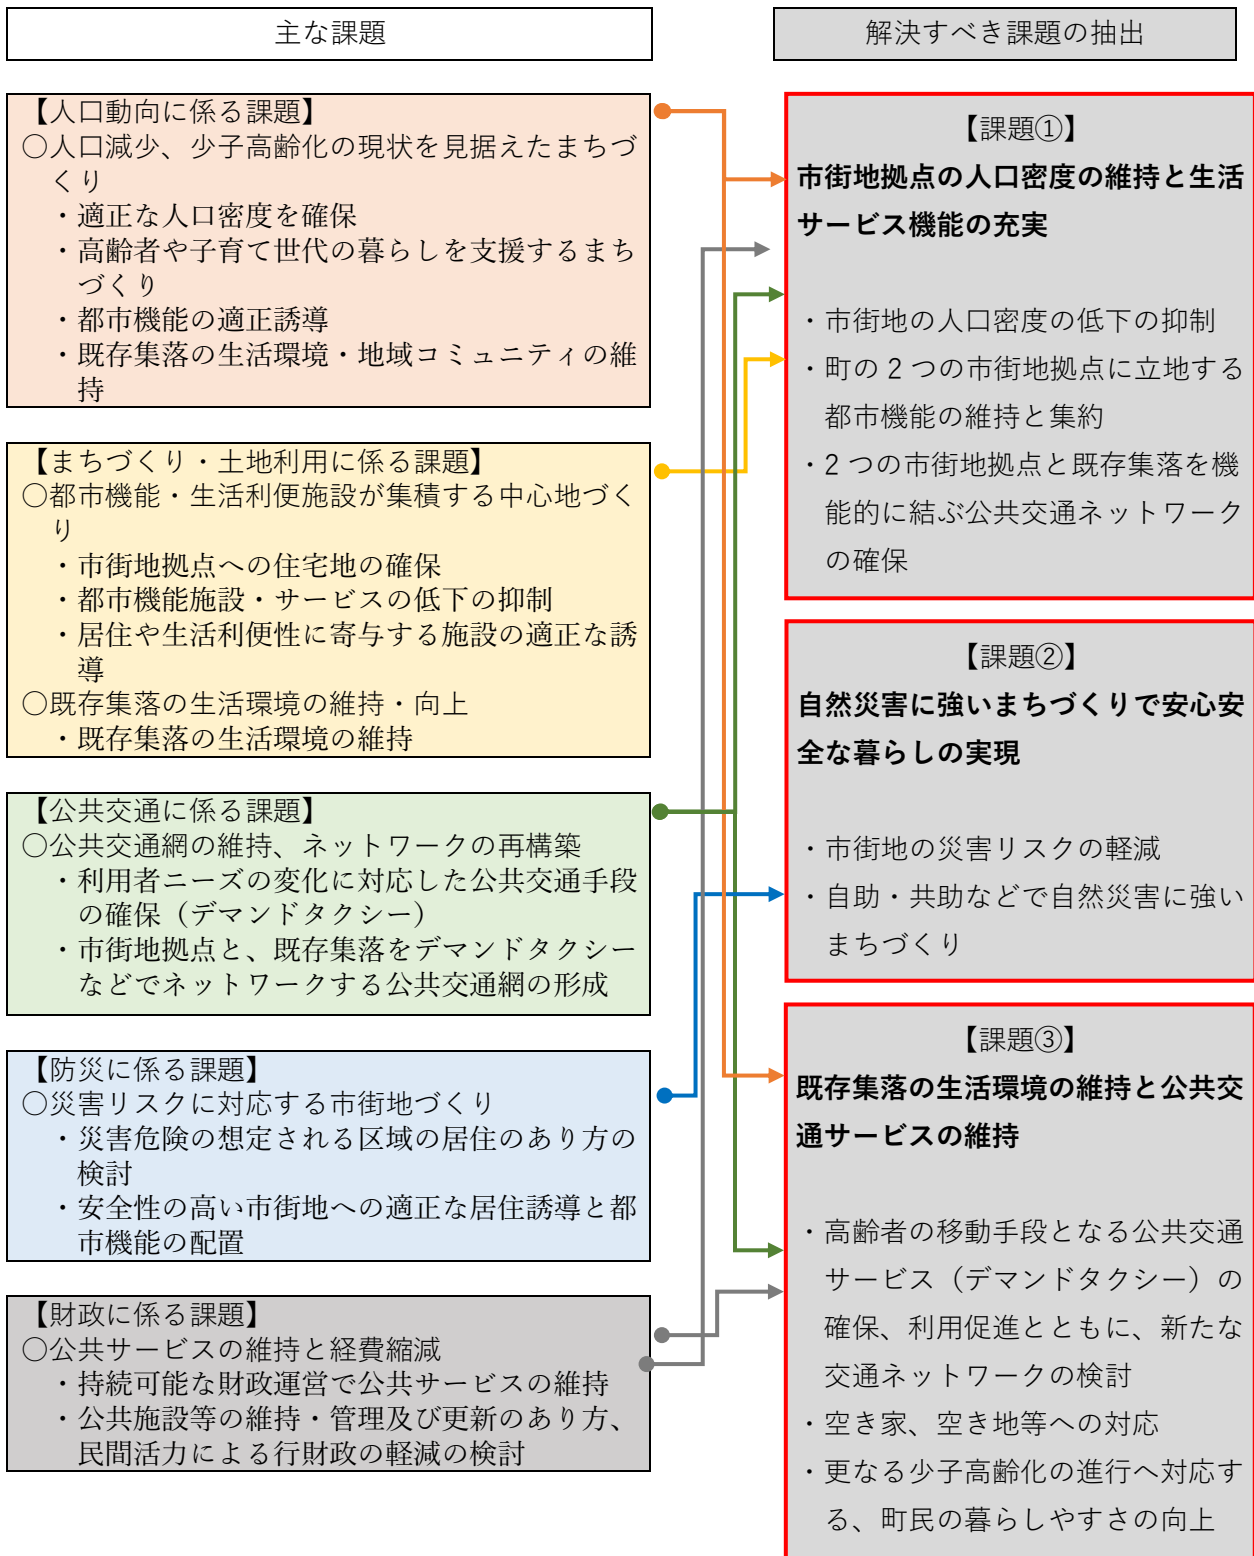 主な課題
【人口動向に係る課題】
○人口減少、少子高齢化の現状を見据えたまちづ
くり
・適正な人口密度を確保
・高齢者や子育て世代の暮らしを支援するまち
づくり
・都市機能の適正誘導
・既存集落の生活環境・地域コミュニティの維
持
【まちづくり・土地利用に係る課題】
○都市機能・生活利便施設が集積する中心地づく
り
・市街地拠点への住宅地の確保
・都市機能施設・サービスの低下の抑制
・居住や生活利便性に寄与する施設の適正な誘
導
○既存集落の生活環境の維持・向上
・既存集落の生活環境の維持
【公共交通に係る課題】
○公共交通網の維持、ネットワークの再構築
・利用者ニーズの変化に対応した公共交通手段
の確保（デマンドタクシー）
・市街地拠点と、既存集落をデマンドタクシー
などでネットワークする公共交通網の形成
【防災に係る課題】
○災害リスクに対応する市街地づくり
・災害危険の想定される区域の居住のあり方の
検討
・安全性の高い市街地への適正な居住誘導と都
市機能の配置
【財政に係る課題】
○公共サービスの維持と経費縮減
・持続可能な財政運営で公共サービスの維持
・公共施設等の維持・管理及び更新のあり方、
民間活力による行財政の軽減の検討
解決すべき課題の抽出
【課題①】
市街地拠点の人口密度の維持と生活
サービス機能の充実
・市街地の人口密度の低下の抑制
・町の2つの市街地拠点に立地する
都市機能の維持と集約
・2つの市街地拠点と既存集落を機
能的に結ぶ公共交通ネットワーク
の確保
【課題②】
自然災害に強いまちづくりで安心安
全な暮らしの実現
・市街地の災害リスクの軽減
・自助・共助などで自然災害に強い
まちづくり
【課題③】
既存集落の生活環境の維持と公共交
通サービスの維持
・高齢者の移動手段となる公共交通
サービス（デマンドタクシー）の
確保、利用促進とともに、新たな
交通ネットワークの検討
・空き家、空き地等への対応
・更なる少子高齢化の進行へ対応す
る、町民の暮らしやすさの向上